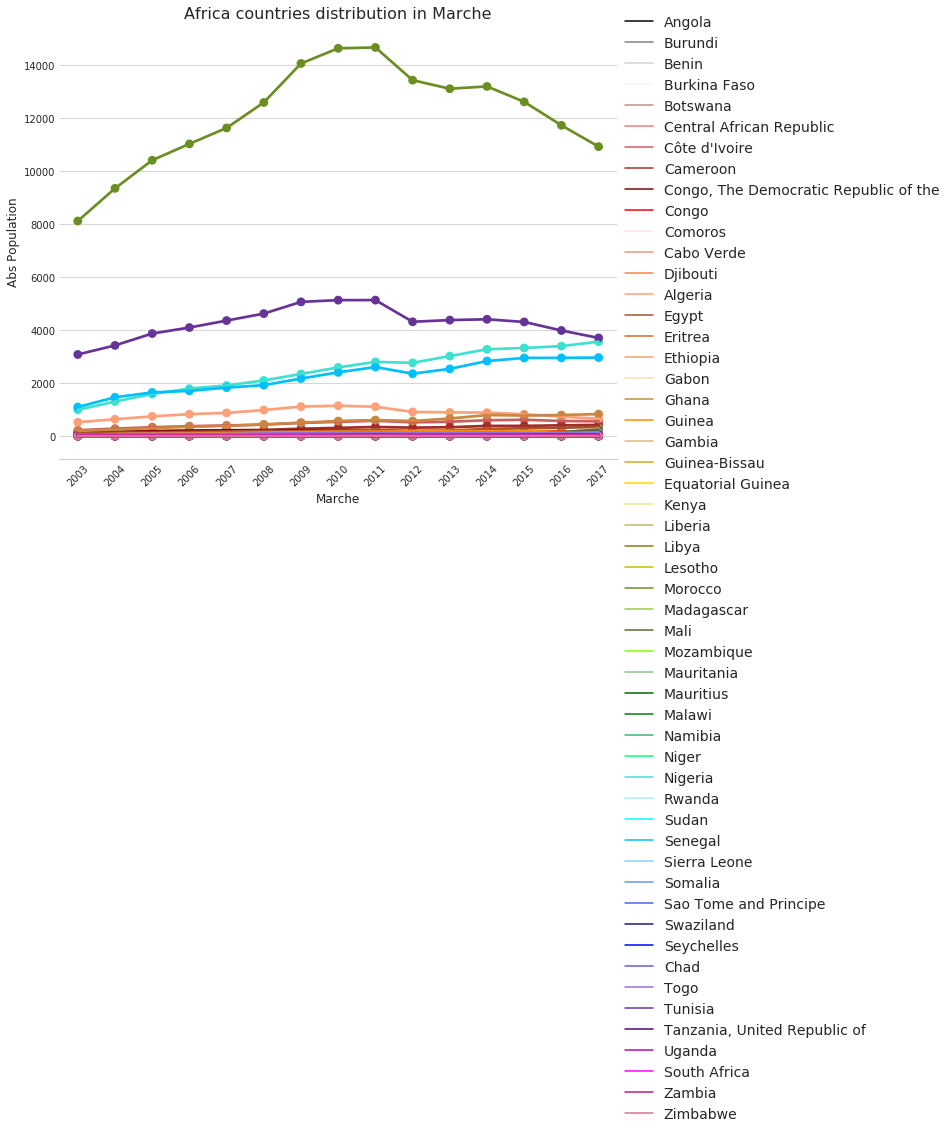 Africa countries distribution in Marche
14000
12000
10000
8000
6000
4000
2000
0
Abs Population
2003
2004
2005
2006
2007
2008
2009
2010
2011
2012
2013
2014
2015
2016
2017
Marche
Angola
Burundi
Benin
Burkina Faso
Botswana
Central African Republic
Côte d'Ivoire
Cameroon
Congo, The Democratic Republic of the
Congo
Comoros
Cabo Verde
Djibouti
Algeria
Egypt
Eritrea
Ethiopia
Gabon
Ghana
Guinea
Gambia
Guinea-Bissau
Equatorial Guinea
Kenya
Liberia
Libya
Lesotho
Morocco
Madagascar
Mali
Mozambique
Mauritania
Mauritius
Malawi
Namibia
Niger
Nigeria
Rwanda
Sudan
Senegal
Sierra Leone
Somalia
Sao Tome and Principe
Swaziland
Seychelles
Chad
Togo
Tunisia
Tanzania, United Republic of
Uganda
South Africa
Zambia
Zimbabwe